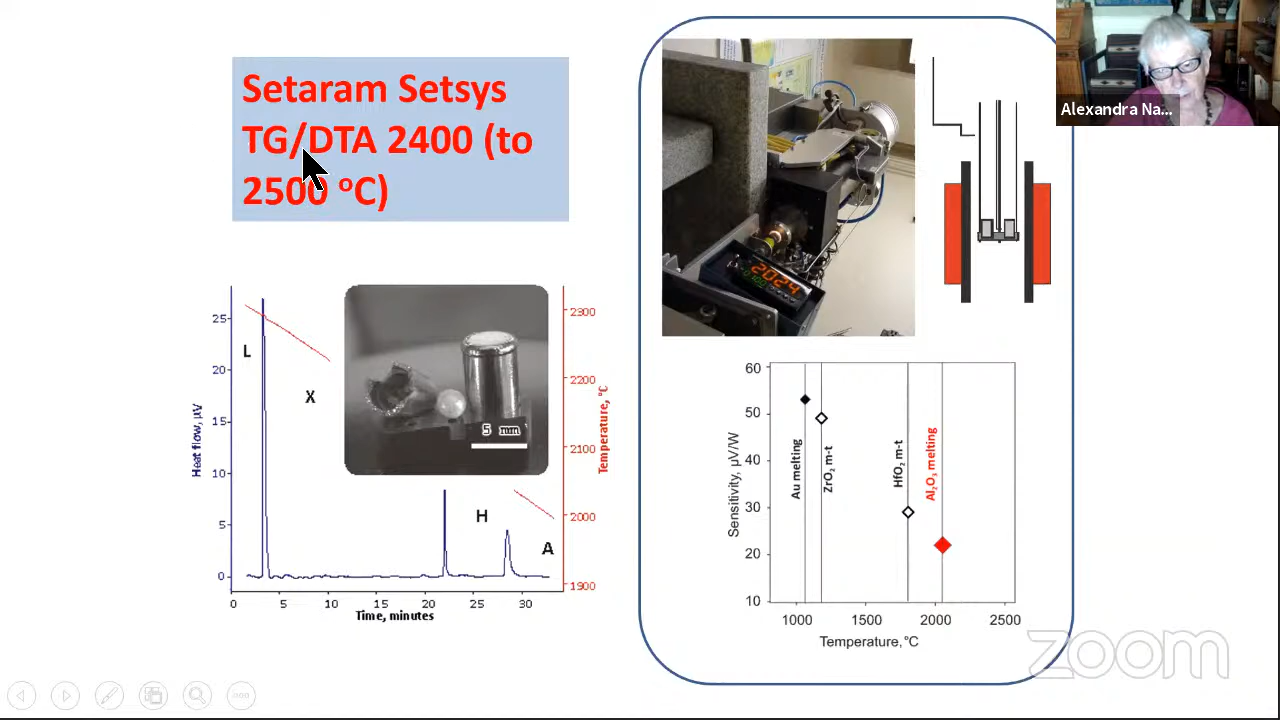 Setaram Setsys
TG/DTA 2400 (to
2500 °C)
Alexandra Na...
2024
25
20
15
10
5
0
Heat flow, µV
L
X
H
A
5 mm
2300
2200
2100
2000
1900
Temperature, °C
0 5 10 15 20 25 30
Time, minutes
60
50
40
30
20
10
Sensitivity, µV/W
Au melting
ZrO₂ m-t
HfO₂ m-t
Al₂O₃ melting
1000 1500 2000 2500
Temperature, °C
zoom